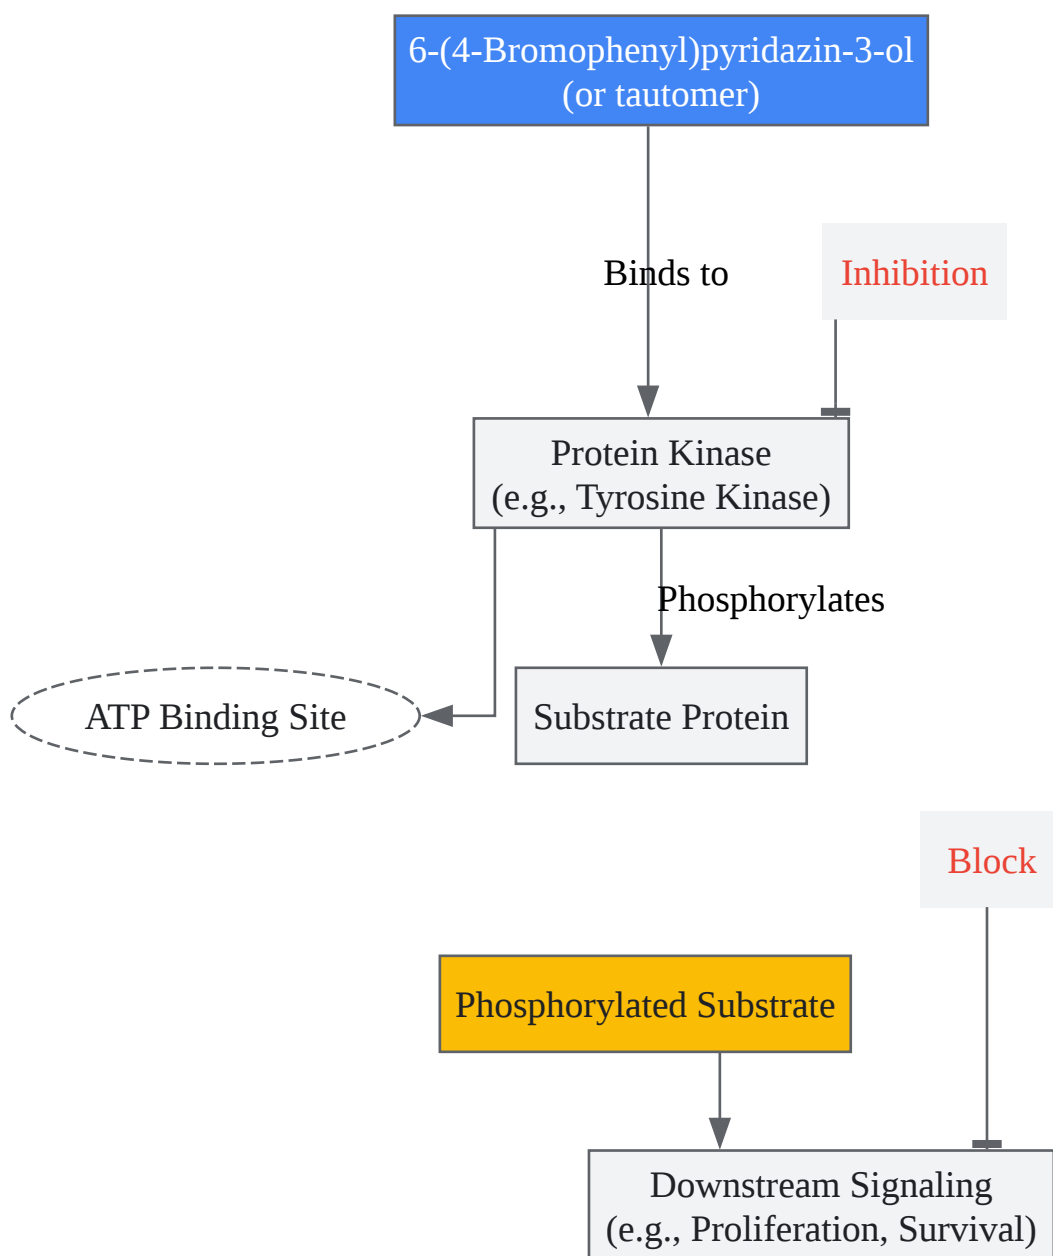 6-(4-Bromophenyl)pyridazin-3-ol
(or tautomer)
Binds to
Inhibition
Protein Kinase
(e.g., Tyrosine Kinase)
Phosphorylates
ATP Binding Site
Substrate Protein
Block
Phosphorylated Substrate
Downstream Signaling
(e.g., Proliferation, Survival)